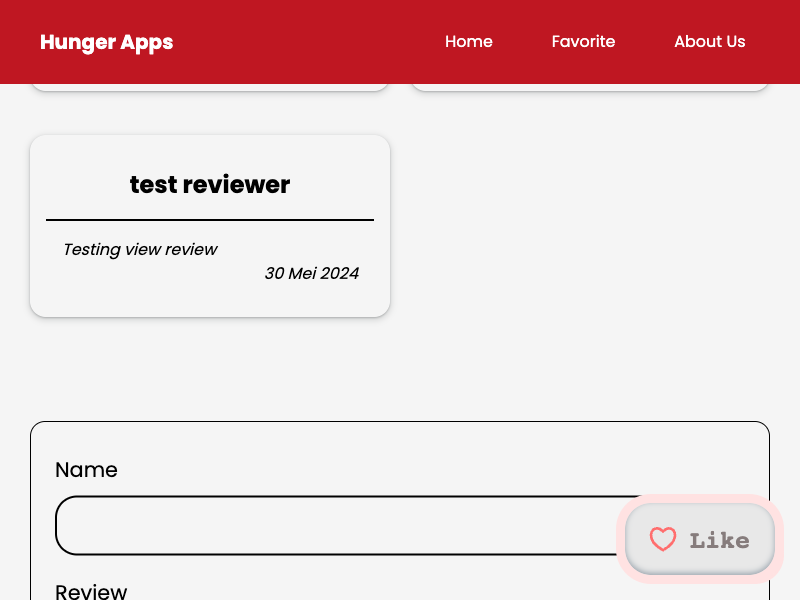 Hunger Apps
Home
Favorite
About Us
test reviewer
Testing view review
30 Mei 2024
Name
Like
Review